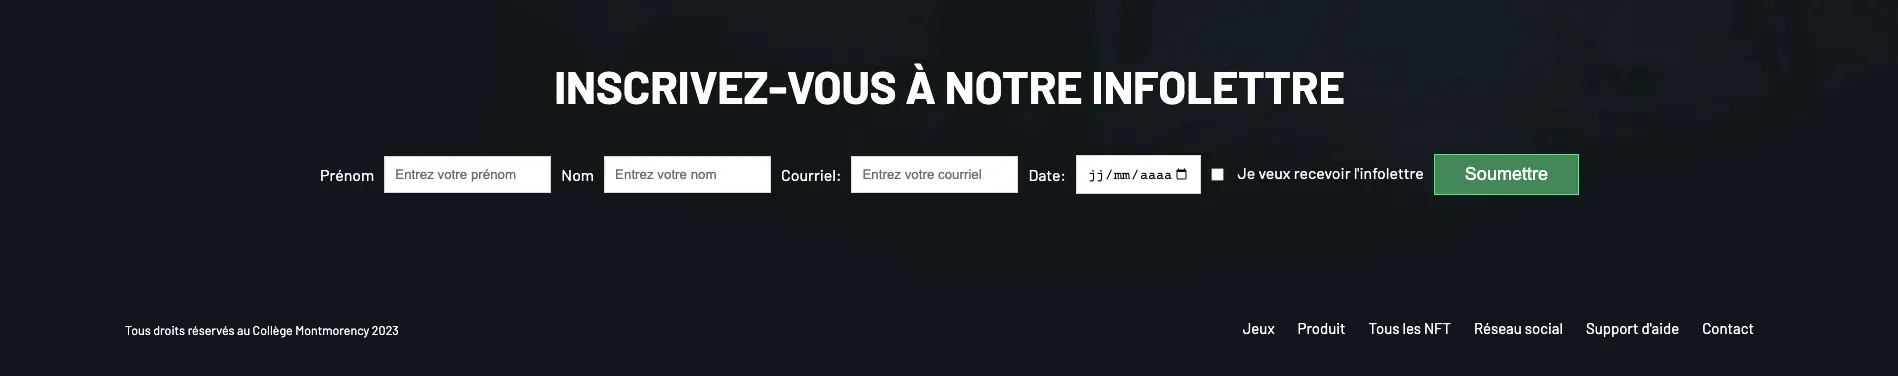 INSCRIVEZ-VOUS À NOTRE INFOLETTRE
Prénom Entrez votre prénom Nom Entrez votre nom Courriel: Entrez votre courriel Date: jj/mm/aaaa Je veux recevoir l'infolettre Soumettre
Tous droits réservés au Collège Montmorency 2023 Jeux Produit Tous les NFT Réseau social Support d'aide Contact